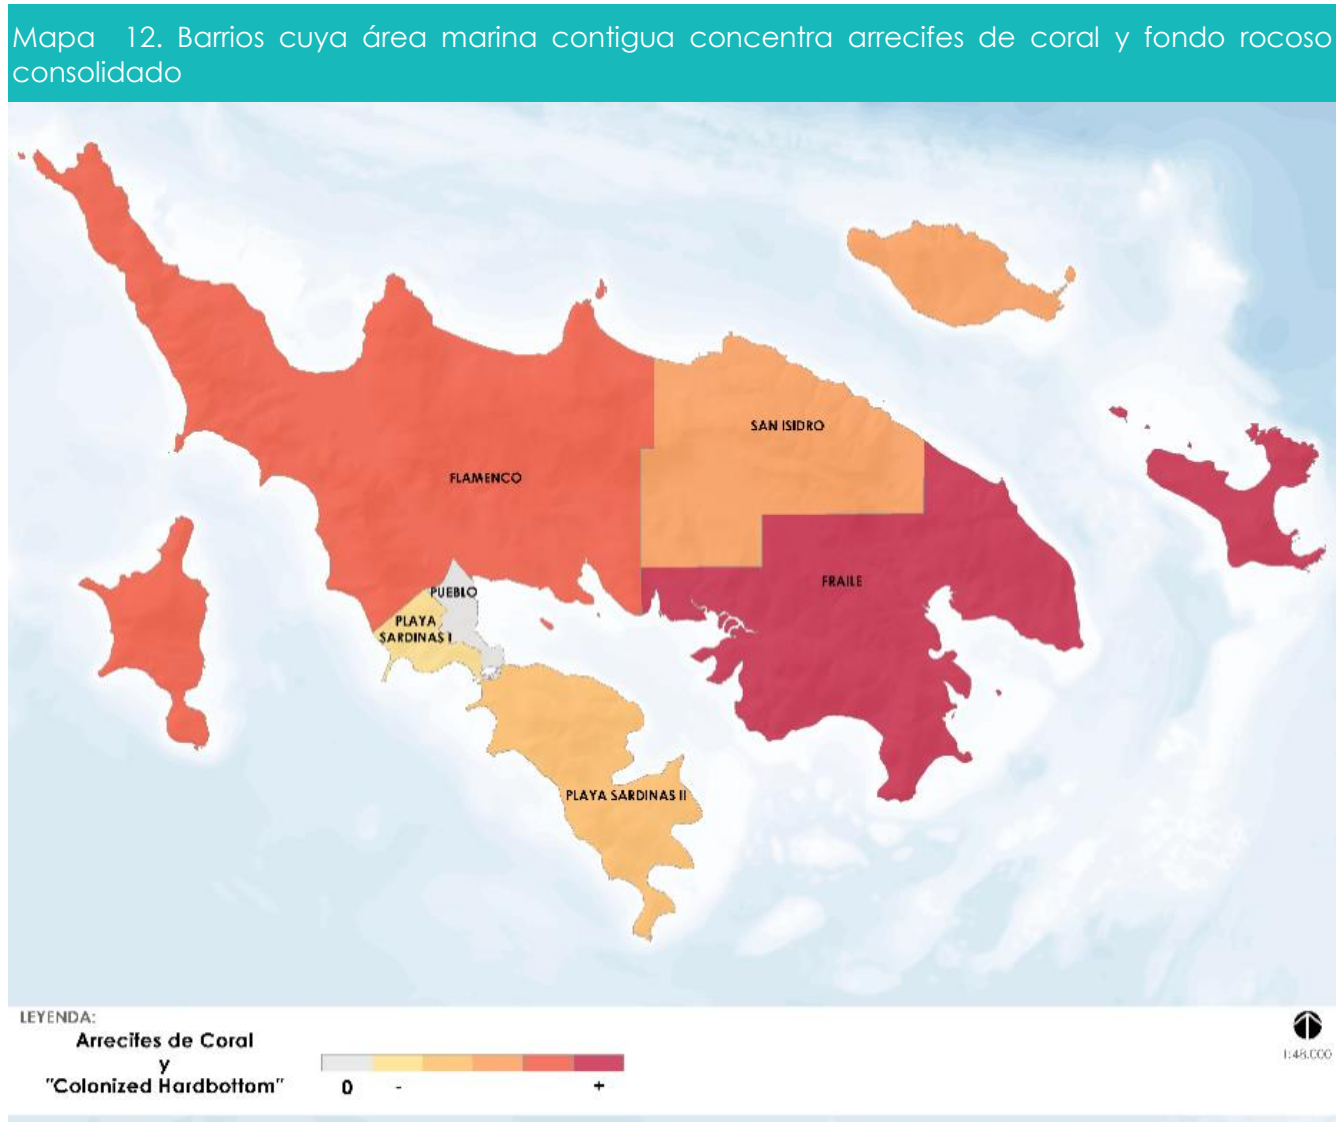 Mapa 12. Barrios cuya área marina contigua concentra arrecifes de coral y fondo rocoso
consolidado
SAN ISIDRO
FLAMENCO
FRAILE
PUEBLO
PLAYA
SARDINAS I
PLAYA SARDINAS II
LEYENDA:
Arrecifes de Coral
y
"Colonized Hardbottom"
0 - +
1:48,000